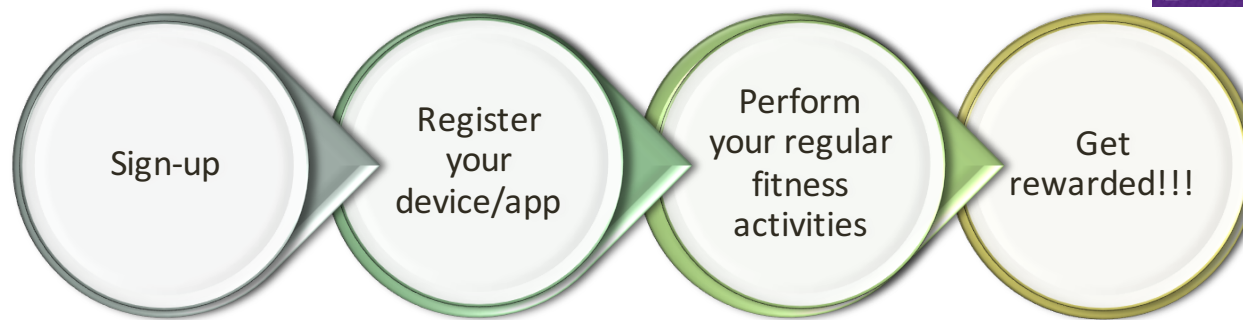 Sign-up
Register
your
device/app
Perform
your regular
fitness
activities
Get
rewarded!!!